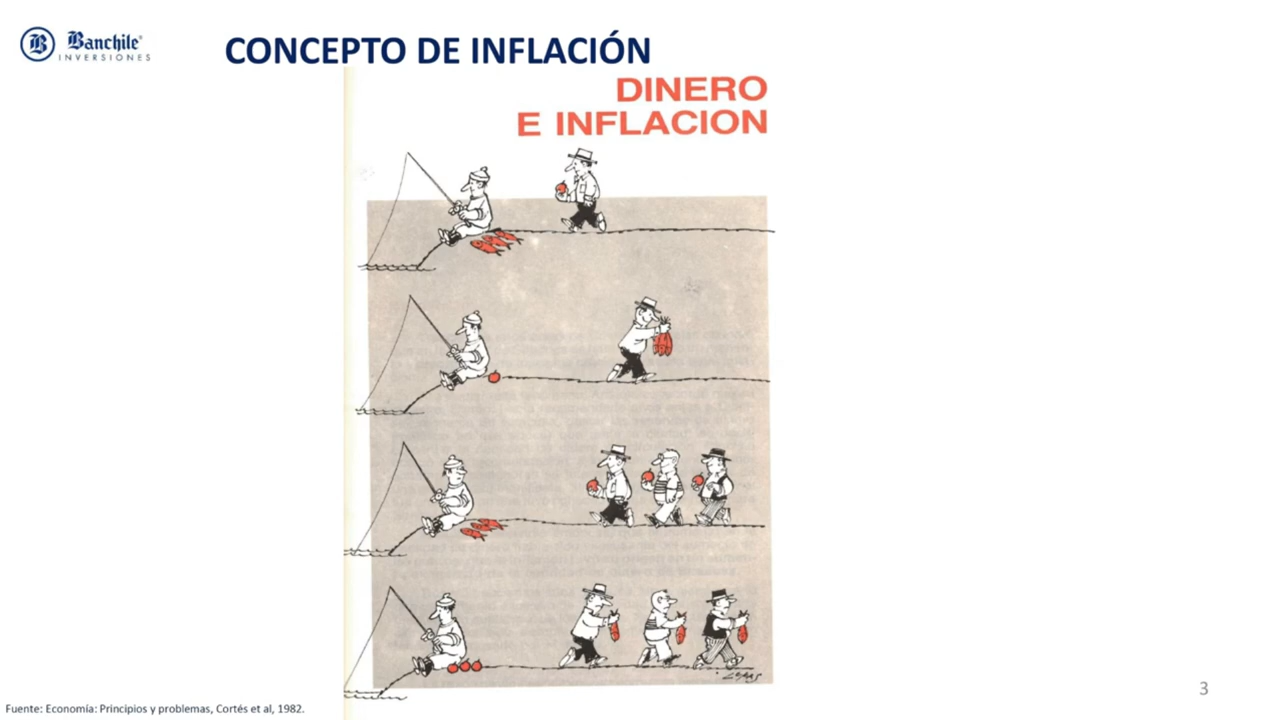 Banchile
INVERSIONES
CONCEPTO DE INFLACIÓN
DINERO
E INFLACION
3
Fuente: Economía: Principios y problemas, Cortés et al, 1982.